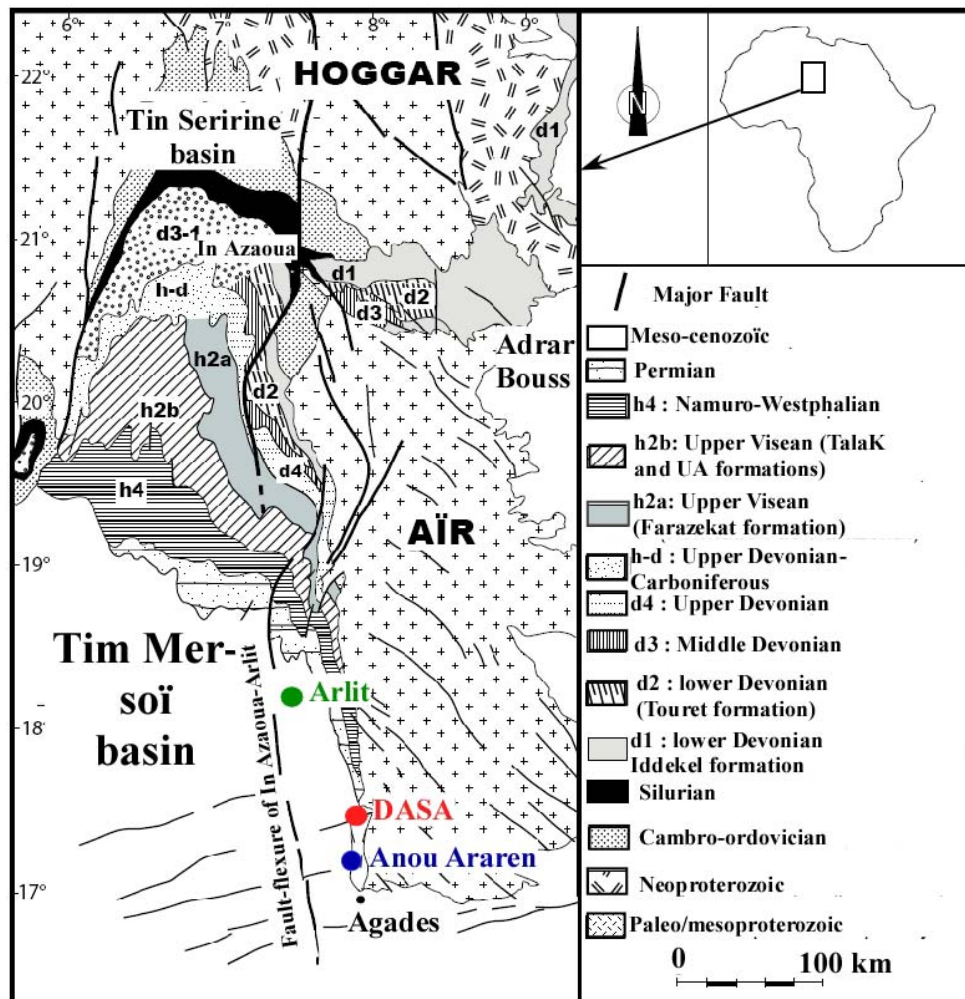 6°
7°
8°
9°
22°
HOGGAR
Tin Seririne
basin
d1
21°
d3-1
In Azaoua
d1
h-d
d2
d3
Adrar
Bouss
h2a
20°
d2
h2b
d4
h4
AÏR
19°
Tim Mer-
soï
basin
Arlit
18°
Fault-flexure of In Azaoua-Arlit
DASA
Anou Araren
17°
Agades
N
Major Fault
Meso-cenozoïc
Permian
h4 : Namuro-Westphalian
h2b: Upper Visean (TalaK
and UA formations)
h2a: Upper Visean
(Farazekat formation)
h-d : Upper Devonian-
Carboniferous
d4 : Upper Devonian
d3 : Middle Devonian
d2 : lower Devonian
(Touret formation)
d1 : lower Devonian
Iddekel formation
Silurian
Cambro-ordovician
Neoproterozoic
Paleo/mesoproterozoic
0 100 km